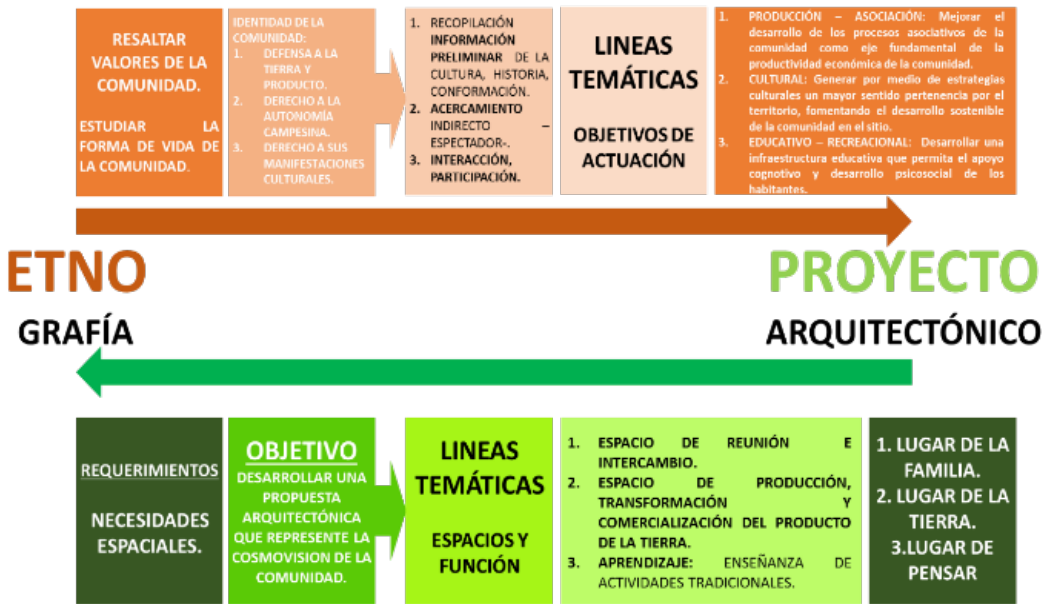 RESALTAR
VALORES DE LA
COMUNIDAD.
ESTUDIAR LA
FORMA DE VIDA DE
LA COMUNIDAD.
IDENTIDAD DE LA
COMUNIDAD:
1. DEFENSA A LA
TIERRA Y
PRODUCTO.
2. DERECHO A LA
AUTONOMÍA
CAMPESINA.
3. DERECHO A SUS
MANIFESTACIONES
CULTURALES.
1. RECOPILACIÓN
INFORMACIÓN
PRELIMINAR DE LA
CULTURA, HISTORIA,
CONFORMACIÓN.
2. ACERCAMIENTO
INDIRECTO –
ESPECTADOR-.
3. INTERACCIÓN,
PARTICIPACIÓN.
LINEAS
TEMÁTICAS
OBJETIVOS DE
ACTUACIÓN
1. PRODUCCIÓN – ASOCIACIÓN: Mejorar el
desarrollo de los procesos asociativos de la
comunidad como eje fundamental de la
productividad económica de la comunidad.
2. CULTURAL: Generar por medio de estrategias
culturales un mayor sentido pertenencia por el
territorio, fomentando el desarrollo sostenible
de la comunidad en el sitio.
3. EDUCATIVO – RECREACIONAL: Desarrollar una
infraestructura educativa que permita el apoyo
cognotivo y desarrollo psicosocial de los
habitantes.
ETNO
GRAFÍA
PROYECTO
ARQUITECTÓNICO
REQUERIMIENTOS
NECESIDADES
ESPACIALES.
OBJETIVO
DESARROLLAR UNA
PROPUESTA
ARQUITECTÓNICA
QUE REPRESENTE LA
COSMOVISION DE LA
COMUNIDAD.
LINEAS
TEMÁTICAS
ESPACIOS Y
FUNCIÓN
1. ESPACIO DE REUNIÓN E
INTERCAMBIO.
2. ESPACIO DE PRODUCCIÓN,
TRANSFORMACIÓN Y
COMERCIALIZACIÓN DEL PRODUCTO
DE LA TIERRA.
3. APRENDIZAJE: ENSEÑANZA DE
ACTIVIDADES TRADICIONALES.
1. LUGAR DE LA
FAMILIA.
2. LUGAR DE LA
TIERRA.
3.LUGAR DE
PENSAR